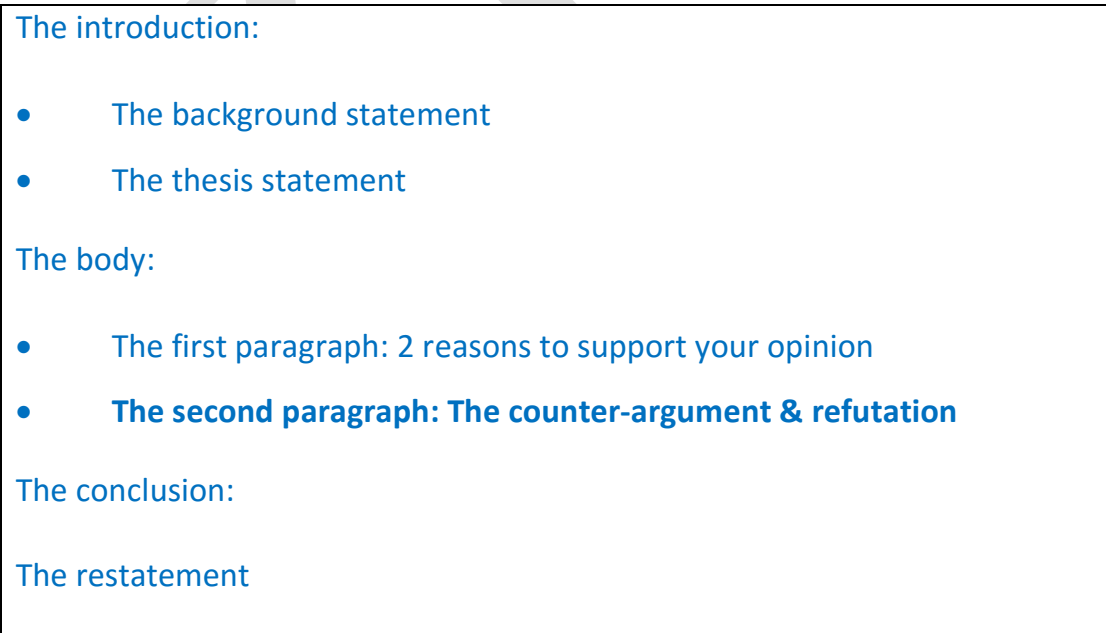 The introduction:
• The background statement
• The thesis statement
The body:
• The first paragraph: 2 reasons to support your opinion
• The second paragraph: The counter-argument & refutation
The conclusion:
The restatement